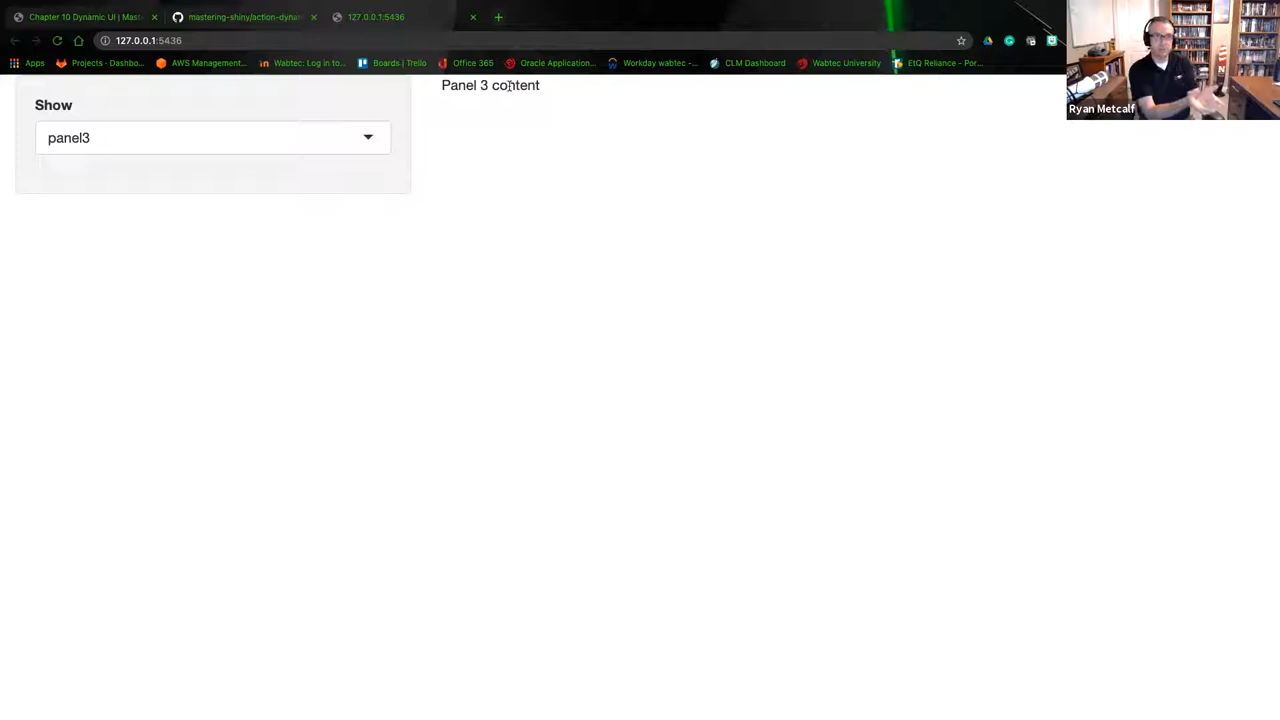 Chapter 10 Dynamic UI | Mast
mastering-shiny/action-dynam
127.0.0.1:5436
127.0.0.1:5436
Apps
Projects · Dashbo...
AWS Management...
Wabtec: Log in to...
Boards | Trello
Office 365
Oracle Application...
Workday wabtec -...
CLM Dashboard
Wabtec University
EtQ Reliance - Por...
Ryan Metcalf
Panel 3 content
Show
panel3